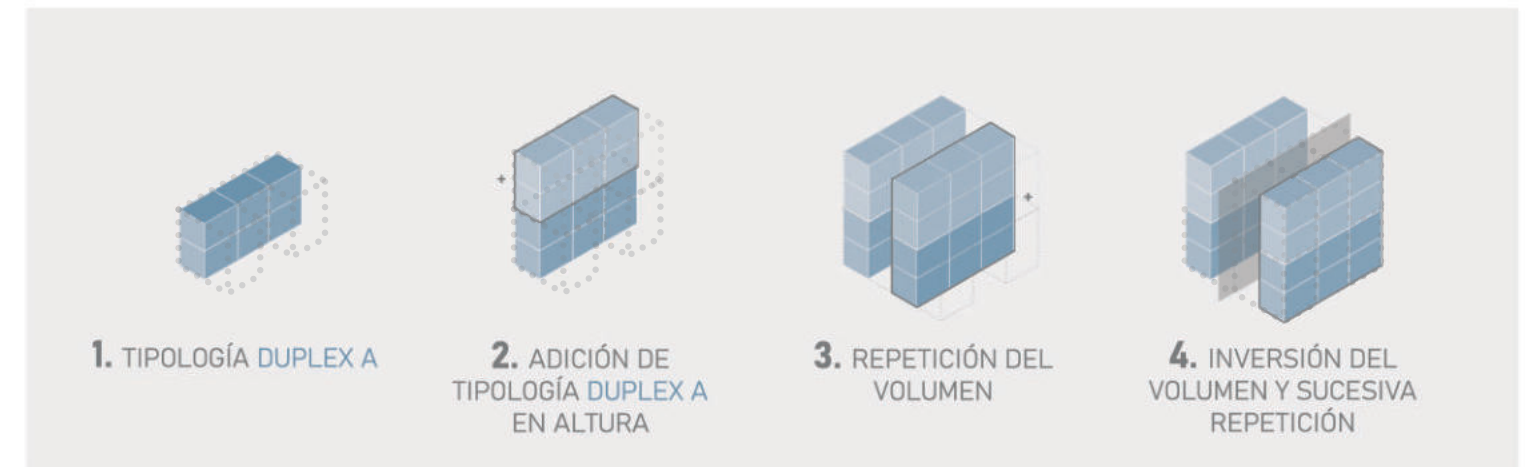 1. TIPOLOGÍA DUPLEX A
2. ADICIÓN DE
TIPOLOGÍA DUPLEX A
EN ALTURA
3. REPETICIÓN DEL
VOLUMEN
4. INVERSIÓN DEL
VOLUMEN Y SUCESIVA
REPETICIÓN